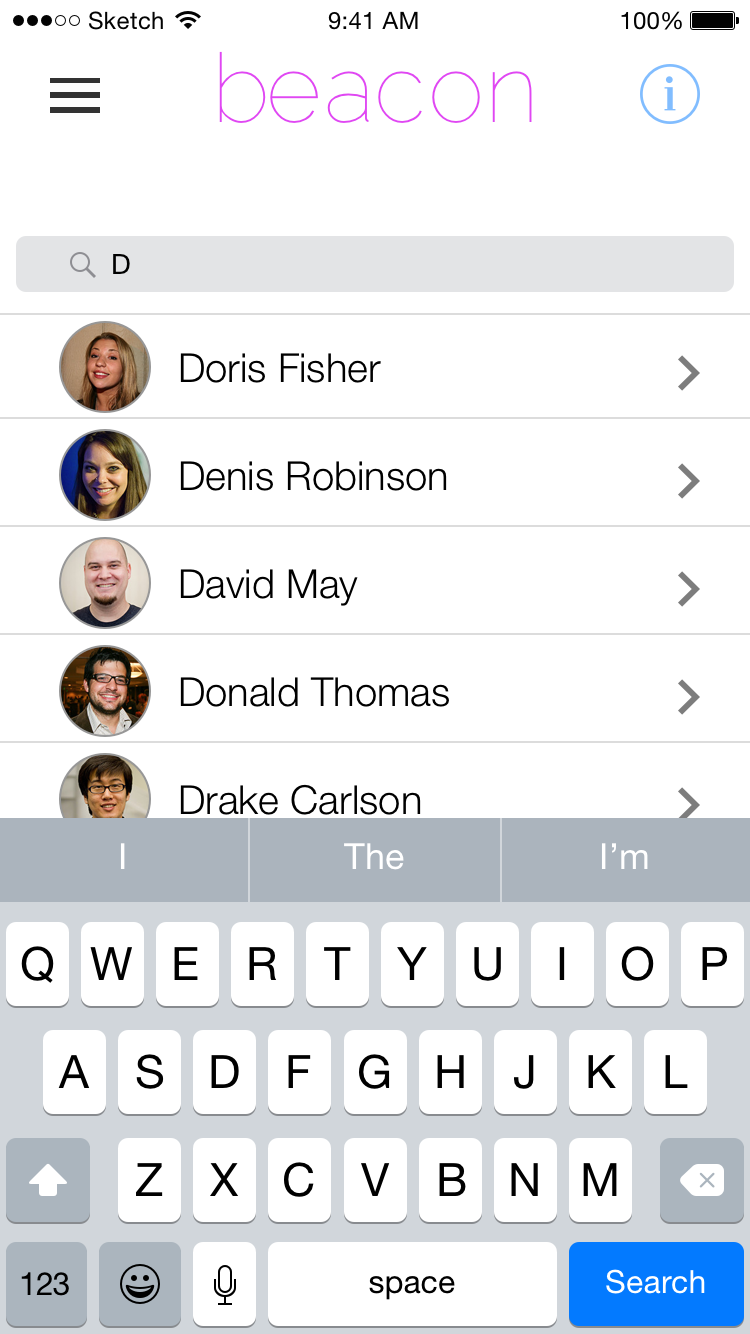 Sketch 9:41 AM 100%
beacon
i
D
Doris Fisher
Denis Robinson
David May
Donald Thomas
Drake Carlson
I The I’m
Q W E R T Y U I O P
A S D F G H J K L
Z X C V B N M
123 space Search